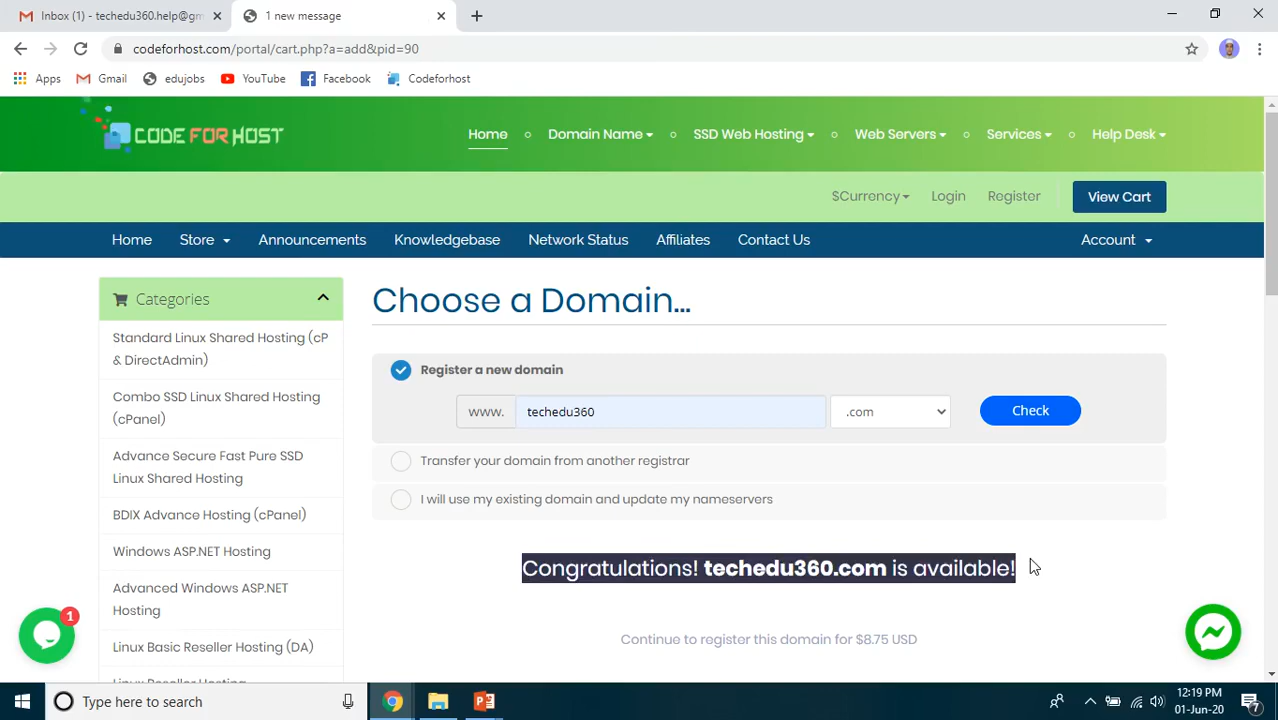 Inbox (1) - techedu360.help@gm
1 new message
codeforhost.com/portal/cart.php?a=add&pid=90
Apps
Gmail
edujobs
YouTube
Facebook
Codeforhost
CODE FOR HOST
Home
Domain Name
SSD Web Hosting
Web Servers
Services
Help Desk
$Currency
Login
Register
View Cart
Home
Store
Announcements
Knowledgebase
Network Status
Affiliates
Contact Us
Account
Categories
Standard Linux Shared Hosting (cP
& DirectAdmin)
Combo SSD Linux Shared Hosting
(cPanel)
Advance Secure Fast Pure SSD
Linux Shared Hosting
BDIX Advance Hosting (cPanel)
Windows ASP.NET Hosting
Advanced Windows ASP.NET
Hosting
Linux Basic Reseller Hosting (DA)
Linux Reseller Hosting
Choose a Domain...
Register a new domain
www.
techedu360
.com
Check
Transfer your domain from another registrar
I will use my existing domain and update my nameservers
Congratulations! techedu360.com is available!
Continue to register this domain for $8.75 USD
1
Type here to search
12:19 PM
01-Jun-20
7